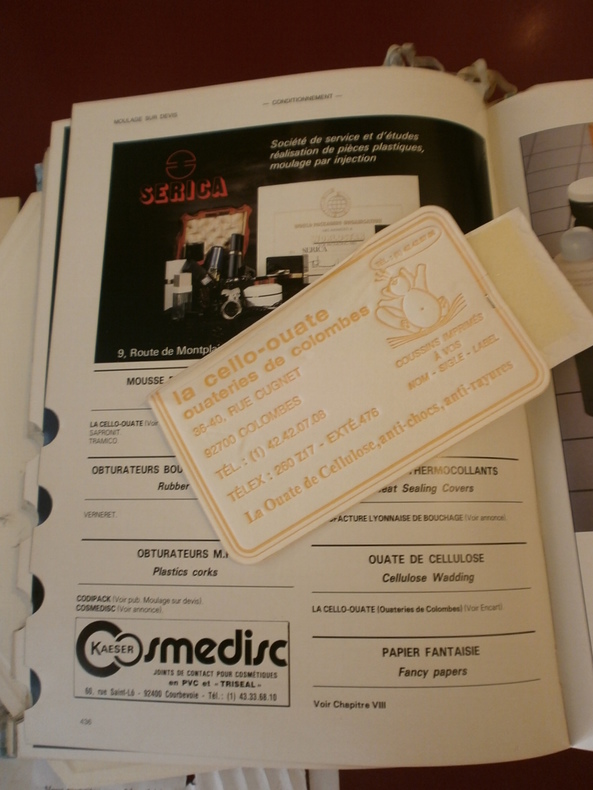 — CONDITIONNEMENT —
MOULAGE SUR DEVIS
SERICA
Société de service et d'études
réalisation de pièces plastiques,
moulage par injection
SERICA
9, Route de
la cello-ouate
ouateries de colombes
36-40, RUE CUGNET
92700 COLOMBES
TÉL. : (1) 42.42.07.08
TÉLEX : 260 717 - EXTÉ.476
La Ouate de Cellulose, anti-chocs, anti-rayures
COUSSINS IMPRIMÉS
À VOS
NOM - SIGLE - LABEL
MOUSSE
LA CELLO-OUATE
SAPRONIT.
TRAMICO.
OBTURATEURS
Rubber
VERNERET.
OBTURATEURS
Plastics corks
CODIPACK (Voir pub. Moulage sur devis).
COSMEDISC (Voir annonce).
KAESER
Cosmedisc
JOINTS DE CONTACT POUR COSMÉTIQUES
en PVC et « TRISEAL »
60, rue Saint-Lô - 92400 Courbevoie - Tél. : (1) 43.33.68.10
436
THERMOCOLLANTS
Heat Sealing Covers
LYONNAISE DE BOUCHAGE (Voir annonce).
OUATE DE CELLULOSE
Cellulose Wadding
LA CELLO-OUATE (Ouateries de Colombes) (Voir Encart)
PAPIER FANTAISIE
Fancy papers
Voir Chapitre VIII